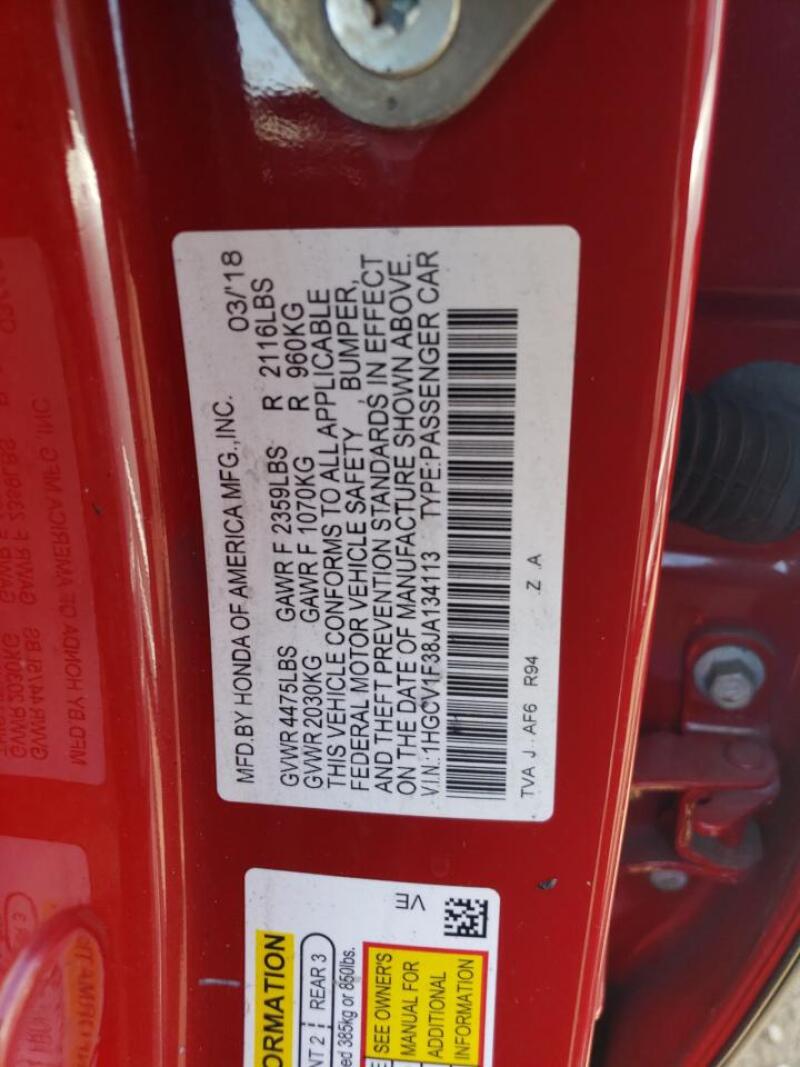 MFD.BY HONDA OF AMERICA MFG.,INC. 03/'18
GVWR 4475LBS GAWR F 2359LBS R 2116LBS
GVWR 2030KG GAWR F 1070KG R 960KG
THIS VEHICLE CONFORMS TO ALL APPLICABLE
FEDERAL MOTOR VEHICLE SAFETY , BUMPER,
AND THEFT PREVENTION STANDARDS IN EFFECT
ON THE DATE OF MANUFACTURE SHOWN ABOVE.
V.I.N.:1HGCV1F38JA134113 TYPE:PASSENGER CAR
TVA J . AF6 R94 Z .A
VE
REAR 3
385kg or 850lbs.
SEE OWNER'S
MANUAL FOR
ADDITIONAL
INFORMATION